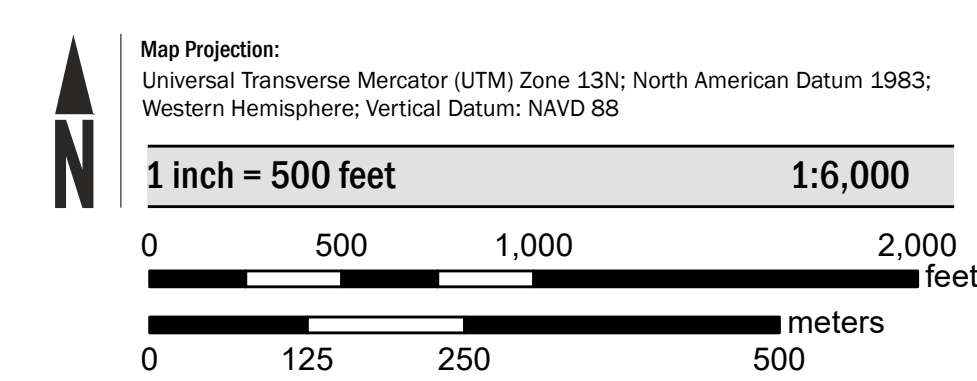 N
Map Projection:
Universal Transverse Mercator (UTM) Zone 13N; North American Datum 1983;
Western Hemisphere; Vertical Datum: NAVD 88
1 inch = 500 feet 1:6,000
0 500 1,000 2,000
feet
meters
0 125 250 500